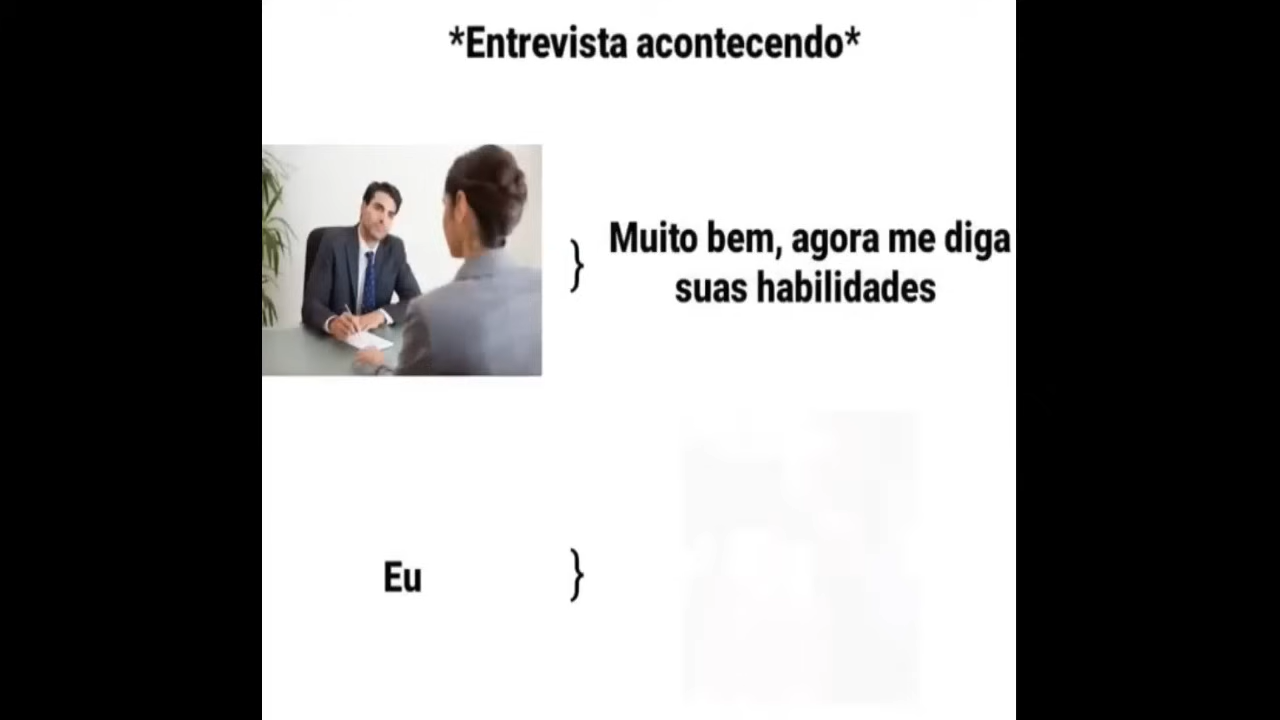 *Entrevista acontecendo*
} Muito bem, agora me diga
suas habilidades
Eu }